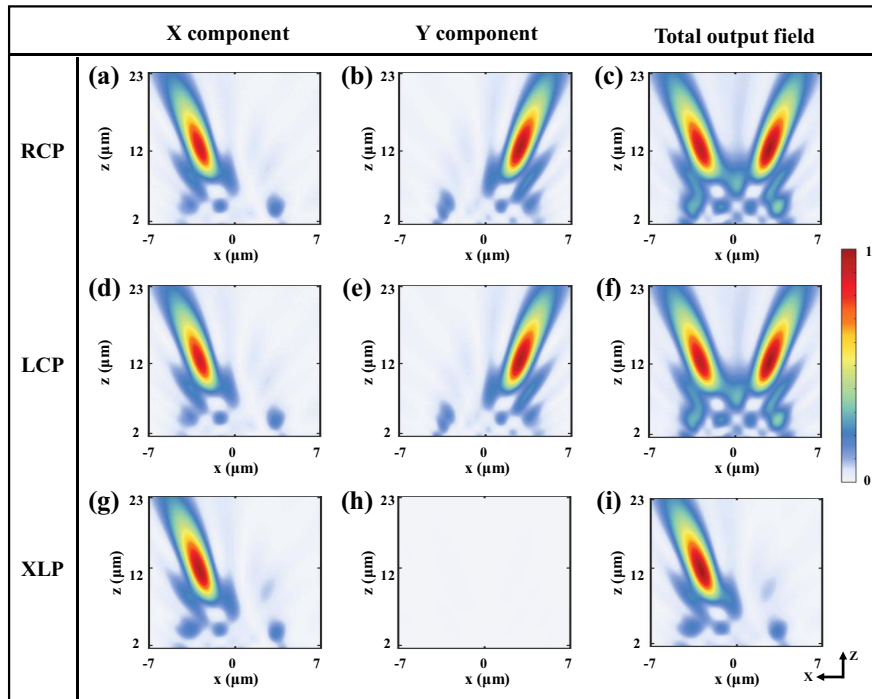 X component Y component Total output field
RCP
(a) 23 12 2 z (μm) -7 0 7 x (μm)
(b) 23 12 2 z (μm) -7 0 7 x (μm)
(c) 23 12 2 z (μm) -7 0 7 x (μm)
LCP
(d) 23 12 2 z (μm) -7 0 7 x (μm)
(e) 23 12 2 z (μm) -7 0 7 x (μm)
(f) 23 12 2 z (μm) -7 0 7 x (μm)
1
0
XLP
(g) 23 12 2 z (μm) -7 0 7 x (μm)
(h) 23 12 2 z (μm) -7 0 7 x (μm)
(i) 23 12 2 z (μm) -7 0 7 x (μm)
Z
X